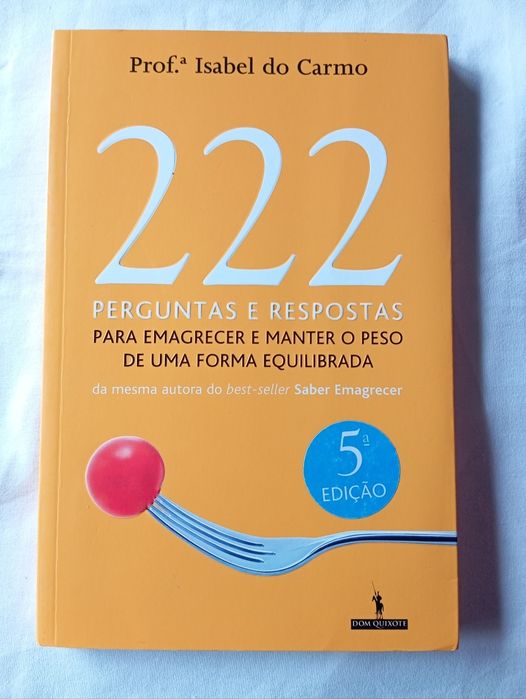 Prof.ª Isabel do Carmo
222
PERGUNTAS E RESPOSTAS
PARA EMAGRECER E MANTER O PESO
DE UMA FORMA EQUILIBRADA
da mesma autora do best-seller Saber Emagrecer
5ª
EDIÇÃO
DOM QUIXOTE